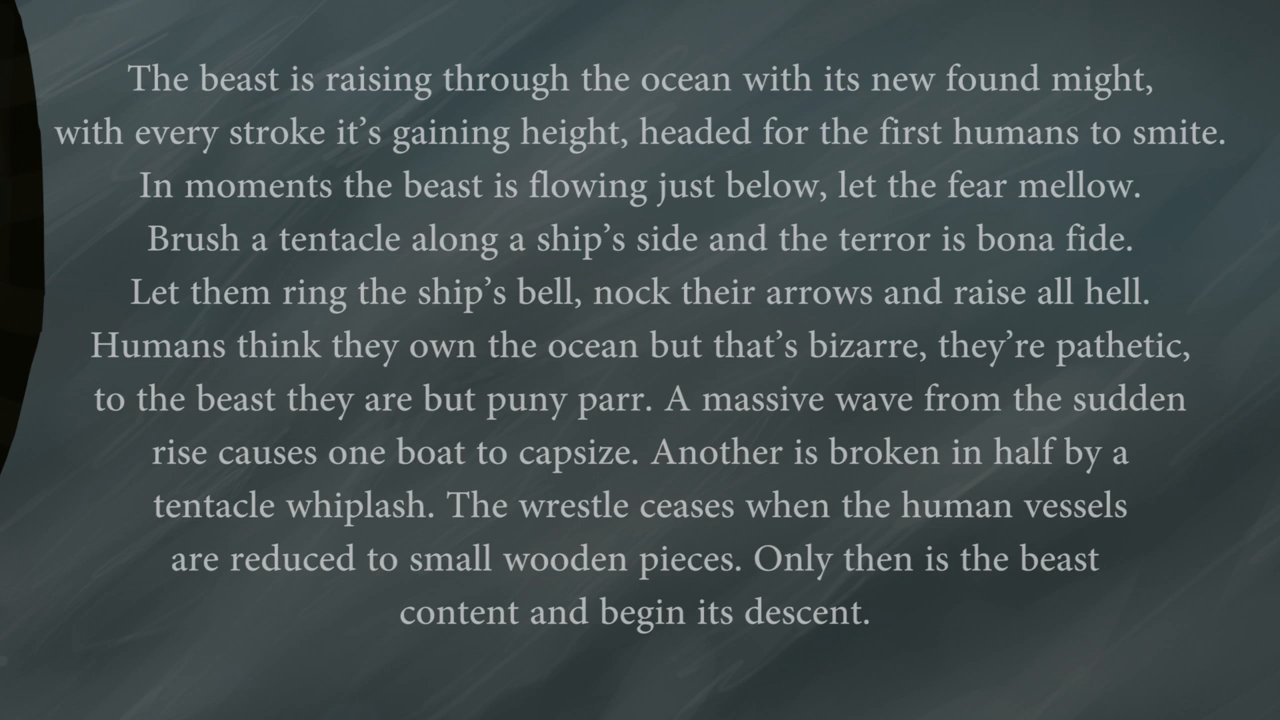 The beast is raising through the ocean with its new found might,
with every stroke it’s gaining height, headed for the first humans to smite.
In moments the beast is flowing just below, let the fear mellow.
Brush a tentacle along a ship’s side and the terror is bona fide.
Let them ring the ship’s bell, nock their arrows and raise all hell.
Humans think they own the ocean but that’s bizarre, they’re pathetic,
to the beast they are but puny parr. A massive wave from the sudden
rise causes one boat to capsize. Another is broken in half by a
tentacle whiplash. The wrestle ceases when the human vessels
are reduced to small wooden pieces. Only then is the beast
content and begin its descent.